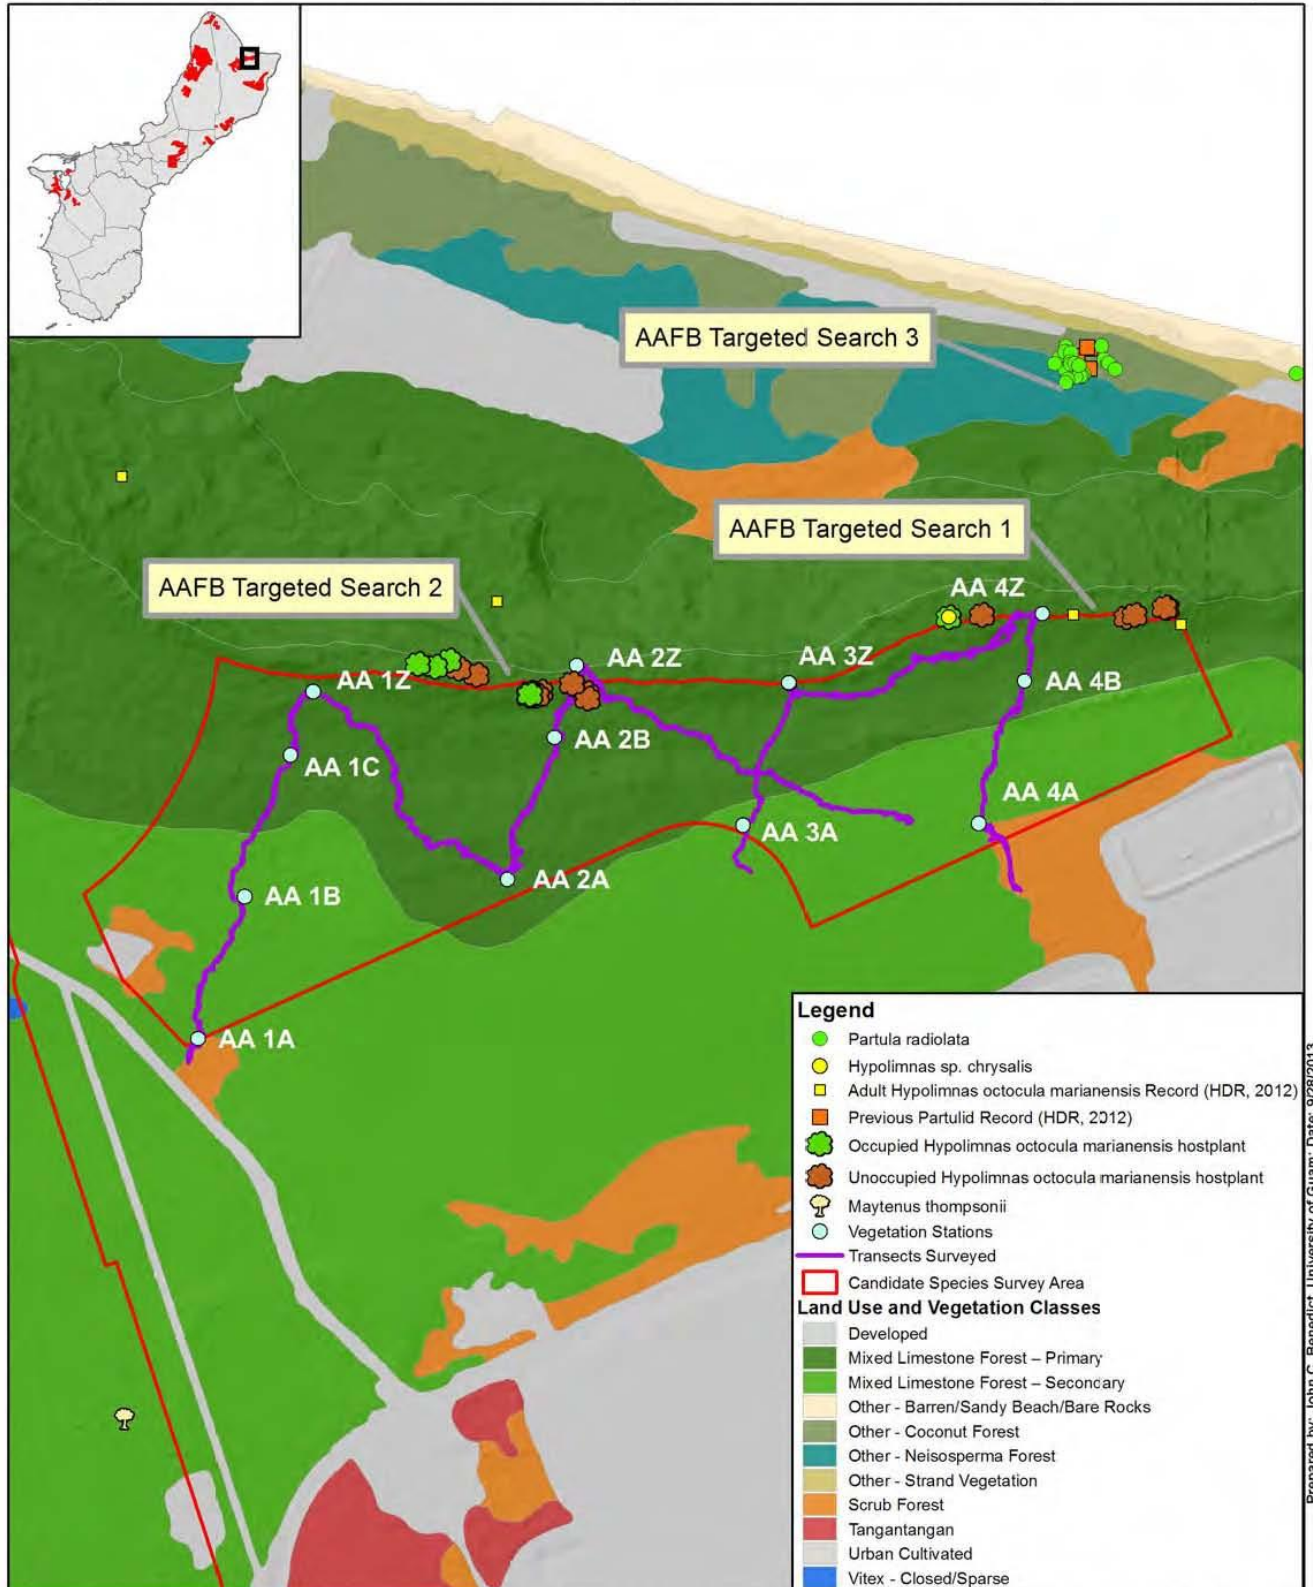 AAFB Targeted Search 3
AAFB Targeted Search 1
AAFB Targeted Search 2
AA 4Z
AA 2Z
AA 3Z
AA 1Z
AA 4B
AA 2B
AA 1C
AA 4A
AA 3A
AA 2A
AA 1B
AA 1A
Legend
Partula radiolata
Hypolimnas sp. chrysalis
Adult Hypolimnas octocula marianensis Record (HDR, 2012)
Previous Partulid Record (HDR, 2012)
Occupied Hypolimnas octocula marianensis hostplant
Unoccupied Hypolimnas octocula marianensis hostplant
Maytenus thompsonii
Vegetation Stations
Transects Surveyed
Candidate Species Survey Area
Land Use and Vegetation Classes
Developed
Mixed Limestone Forest – Primary
Mixed Limestone Forest – Secondary
Other - Barren/Sandy Beach/Bare Rocks
Other - Coconut Forest
Other - Neisosperma Forest
Other - Strand Vegetation
Scrub Forest
Tangantangan
Urban Cultivated
Vitex - Closed/Sparse
Prepared by: John C. Benedict, University of Guam; Date: 9/28/2013